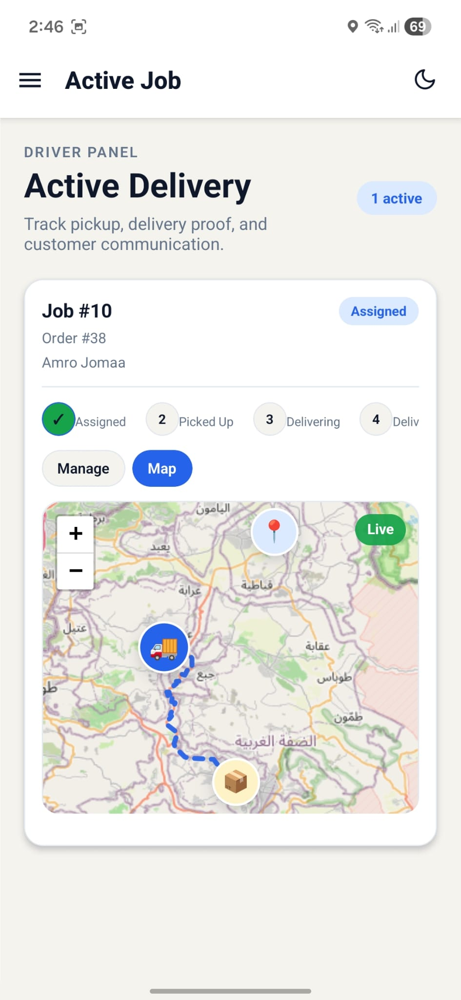 2:46
69
Active Job
DRIVER PANEL
Active Delivery
1 active
Track pickup, delivery proof, and
customer communication.
Job #10
Assigned
Order #38
Amro Jomaa
✓ Assigned
2 Picked Up
3 Delivering
4 Deliv
Manage
Map
+
−
Live
اليامون
يعبد
عرابة
قباطية
عتيل
عقابة
جبع
طوباس
طمّون
الضفة الغربية